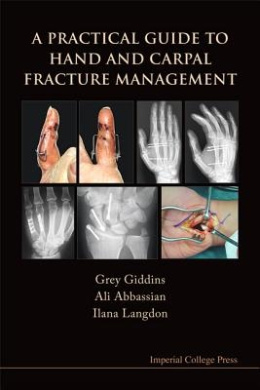 A PRACTICAL GUIDE TO
HAND AND CARPAL
FRACTURE MANAGEMENT
Grey Giddins
Ali Abbassian
Ilana Langdon
Imperial College Press